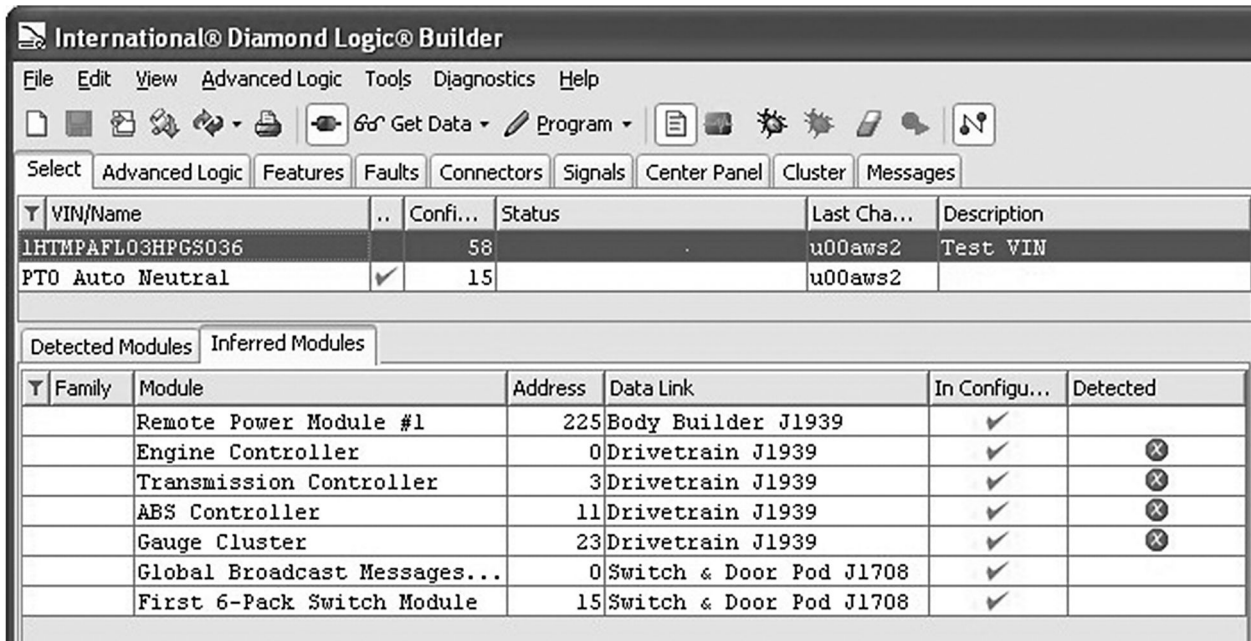 International® Diamond Logic® Builder
File Edit View Advanced Logic Tools Diagnostics Help
Get Data Program
Select Advanced Logic Features Faults Connectors Signals Center Panel Cluster Messages
VIN/Name .. Confi... Status Last Cha... Description
1HTMPAFL03HPGS036 58 u00aws2 Test VIN
PTO Auto Neutral 15 u00aws2
Detected Modules Inferred Modules
Family Module Address Data Link In Configu... Detected
Remote Power Module #1 225 Body Builder J1939
Engine Controller 0 Drivetrain J1939
Transmission Controller 3 Drivetrain J1939
ABS Controller 11 Drivetrain J1939
Gauge Cluster 23 Drivetrain J1939
Global Broadcast Messages... 0 Switch & Door Pod J1708
First 6-Pack Switch Module 15 Switch & Door Pod J1708